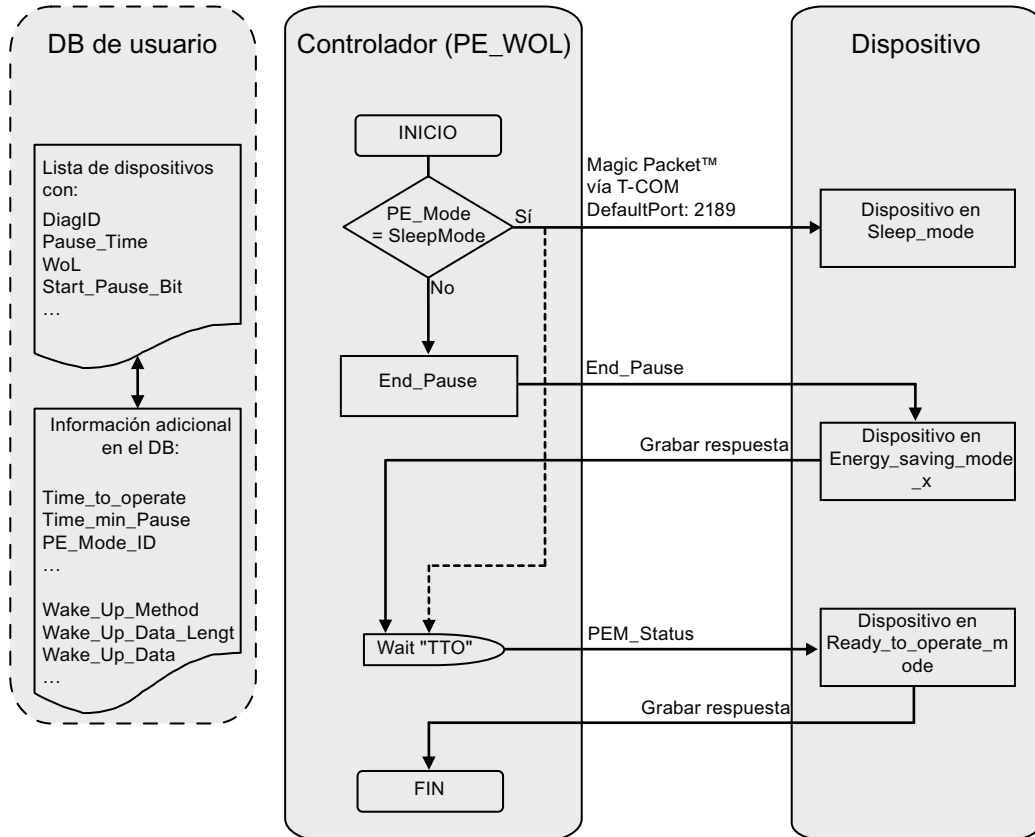 DB de usuario
Lista de dispositivos
con:
DiagID
Pause_Time
WoL
Start_Pause_Bit
…
Información adicional
en el DB:
Time_to_operate
Time_min_Pause
PE_Mode_ID
…
Wake_Up_Method
Wake_Up_Data_Lengt
Wake_Up_Data
…
Controlador (PE_WOL)
INICIO
PE_Mode
= SleepMode
Sí
No
End_Pause
Wait "TTO"
FIN
Magic Packet™
vía T-COM
DefaultPort: 2189
End_Pause
Grabar respuesta
PEM_Status
Grabar respuesta
Dispositivo
Dispositivo en
Sleep_mode
Dispositivo en
Energy_saving_mode
_x
Dispositivo en
Ready_to_operate_m
ode